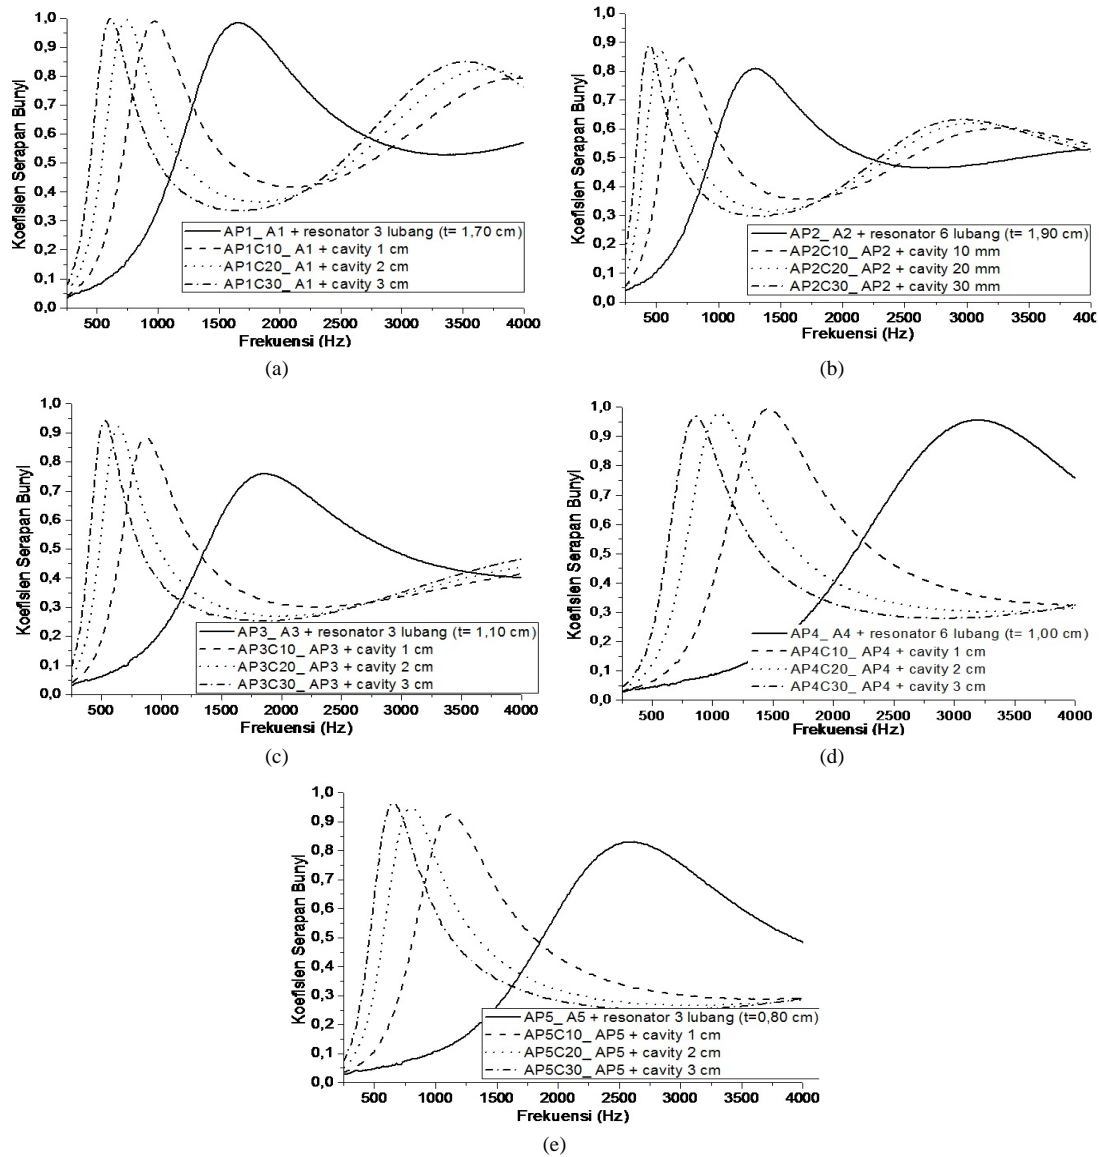 1,0
0,9
0,8
0,7
0,6
0,5
0,4
0,3
0,2
0,1
0,0
Koefisien Serapan Bunyi
AP1_ A1 + resonator 3 lubang (t= 1,70 cm)
AP1C10_ A1 + cavity 1 cm
AP1C20_ A1 + cavity 2 cm
AP1C30_ A1 + cavity 3 cm
500 1000 1500 2000 2500 3000 3500 4000
Frekuensi (Hz)
(a)
1,0
0,9
0,8
0,7
0,6
0,5
0,4
0,3
0,2
0,1
0,0
Koefisien Serapan Bunyi
AP2_ A2 + resonator 6 lubang (t= 1,90 cm)
AP2C10_ AP2 + cavity 10 mm
AP2C20_ AP2 + cavity 20 mm
AP2C30_ AP2 + cavity 30 mm
500 1000 1500 2000 2500 3000 3500 400
Frekuensi (Hz)
(b)
1,0
0,9
0,8
0,7
0,6
0,5
0,4
0,3
0,2
0,1
0,0
Koefisien Serapan Bunyi
AP3_ A3 + resonator 3 lubang (t= 1,10 cm)
AP3C10_ AP3 + cavity 1 cm
AP3C20_ AP3 + cavity 2 cm
AP3C30_ AP3 + cavity 3 cm
500 1000 1500 2000 2500 3000 3500 4000
Frekuensi (Hz)
(c)
1,0
0,9
0,8
0,7
0,6
0,5
0,4
0,3
0,2
0,1
0,0
Koefisien Serapan Bunyi
AP4_ A4 + resonator 6 lubang (t= 1,00 cm)
AP4C10_ AP4 + cavity 1 cm
AP4C20_ AP4 + cavity 2 cm
AP4C30_ AP4 + cavity 3 cm
500 1000 1500 2000 2500 3000 3500 4000
Frekuensi (Hz)
(d)
1,0
0,9
0,8
0,7
0,6
0,5
0,4
0,3
0,2
0,1
0,0
Koefisien Serapan Bunyi
AP5_ A5 + resonator 3 lubang (t=0,80 cm)
AP5C10_ AP5 + cavity 1 cm
AP5C20_ AP5 + cavity 2 cm
AP5C30_ AP5 + cavity 3 cm
500 1000 1500 2000 2500 3000 3500 4000
Frekuensi (Hz)
(e)